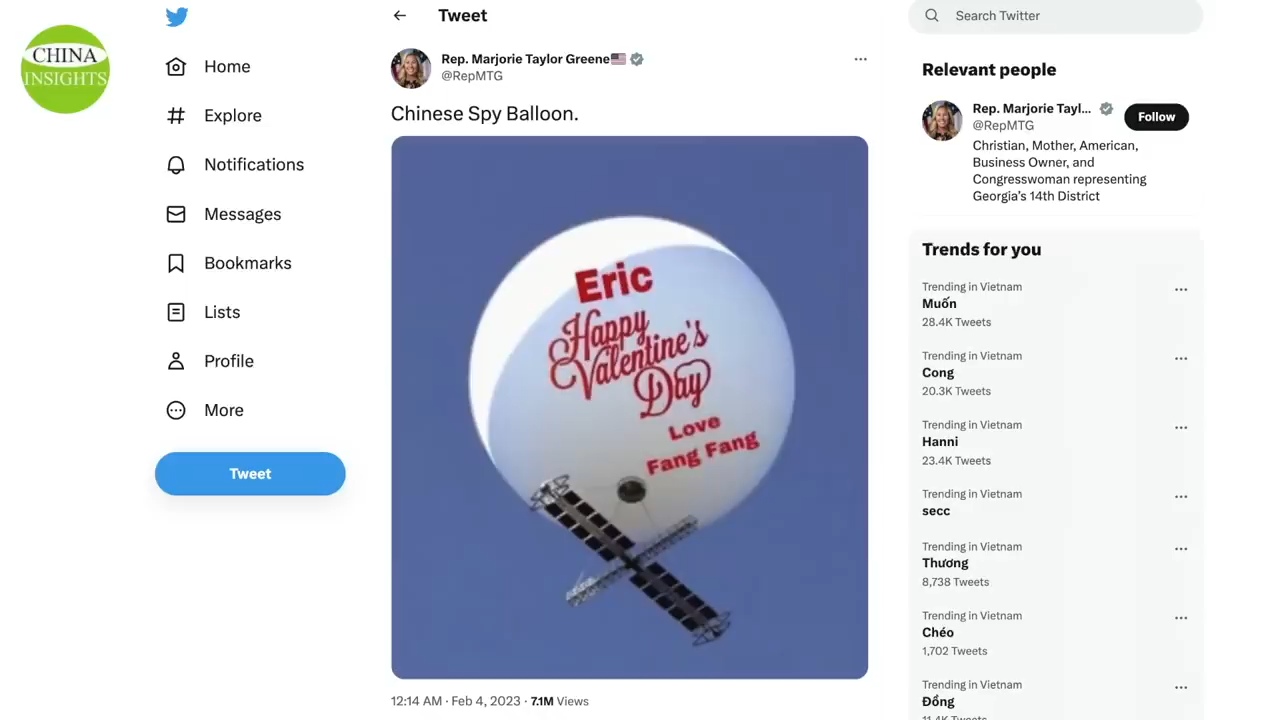 CHINA
INSIGHTS
Home
Explore
Notifications
Messages
Bookmarks
Lists
Profile
More
Tweet
Tweet
Rep. Marjorie Taylor Greene
@RepMTG
Chinese Spy Balloon.
Eric
Happy
Valentine's
Day
Love
Fang Fang
12:14 AM · Feb 4, 2023 · 7.1M Views
Search Twitter
Relevant people
Rep. Marjorie Tayl...
@RepMTG
Follow
Christian, Mother, American,
Business Owner, and
Congresswoman representing
Georgia's 14th District
Trends for you
Trending in Vietnam
Muốn
28.4K Tweets
Trending in Vietnam
Cong
20.3K Tweets
Trending in Vietnam
Hanni
23.4K Tweets
Trending in Vietnam
secc
Trending in Vietnam
Thương
8,738 Tweets
Trending in Vietnam
Chéo
1,702 Tweets
Trending in Vietnam
Đồng
11.4K Tweets